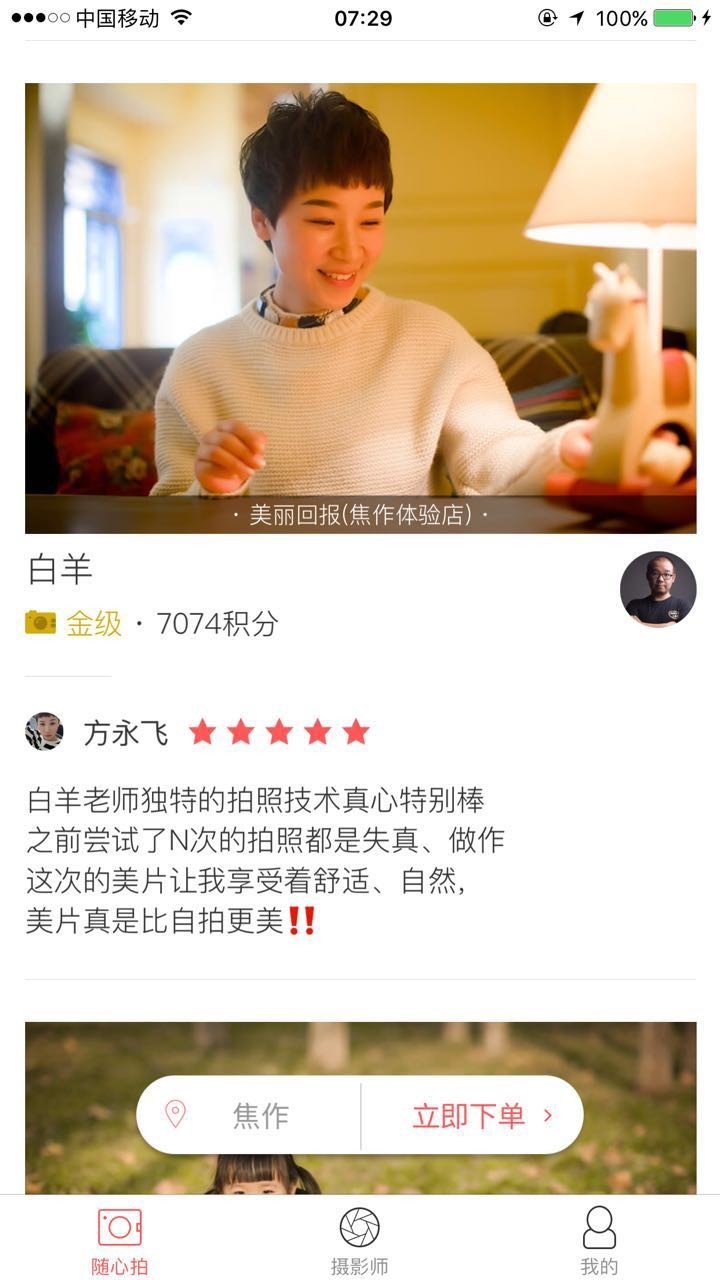 中国移动
07:29
100%
· 美丽回报(焦作体验店) ·
白羊
金级 · 7074积分
方永飞
白羊老师独特的拍照技术真心特别棒
之前尝试了N次的拍照都是失真、做作
这次的美片让我享受着舒适、自然，
美片真是比自拍更美‼️
焦作
立即下单 ›
随心拍
摄影师
我的